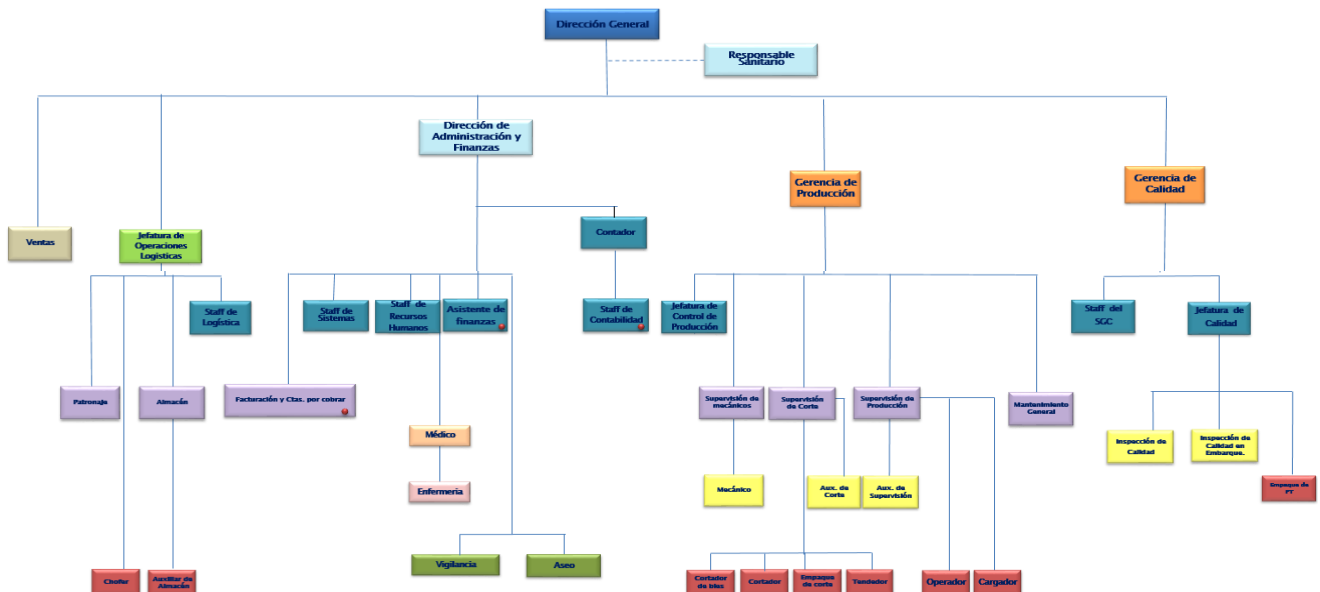 Dirección General
Responsable
Sanitario
Dirección de
Administración y
Finanzas
Gerencia de
Producción
Gerencia de
Calidad
Ventas
Jefatura de
Operaciones
Logísticas
Contador
Staff de
Logística
Staff de
Sistemas
Staff de
Recursos
Humanos
Asistente de
finanzas
Staff de
Contabilidad
Jefatura de
Control de
Producción
Staff del
SGC
Jefatura de
Calidad
Patronaje
Almacén
Facturación y Ctas. por cobrar
Supervisión de
mecánicos
Supervisión
de Corte
Supervisión de
Producción
Mantenimiento
General
Médico
Inspección de
Calidad
Inspección de
Calidad en
Embarque.
Enfermería
Mecánico
Aux. de
Corte
Aux. de
Supervisión
Empaque de
PT
Vigilancia
Aseo
Chofer
Auxiliar de
Almacén
Cortador
de bies
Cortador
Empaque
de corte
Tendedor
Operador
Cargador